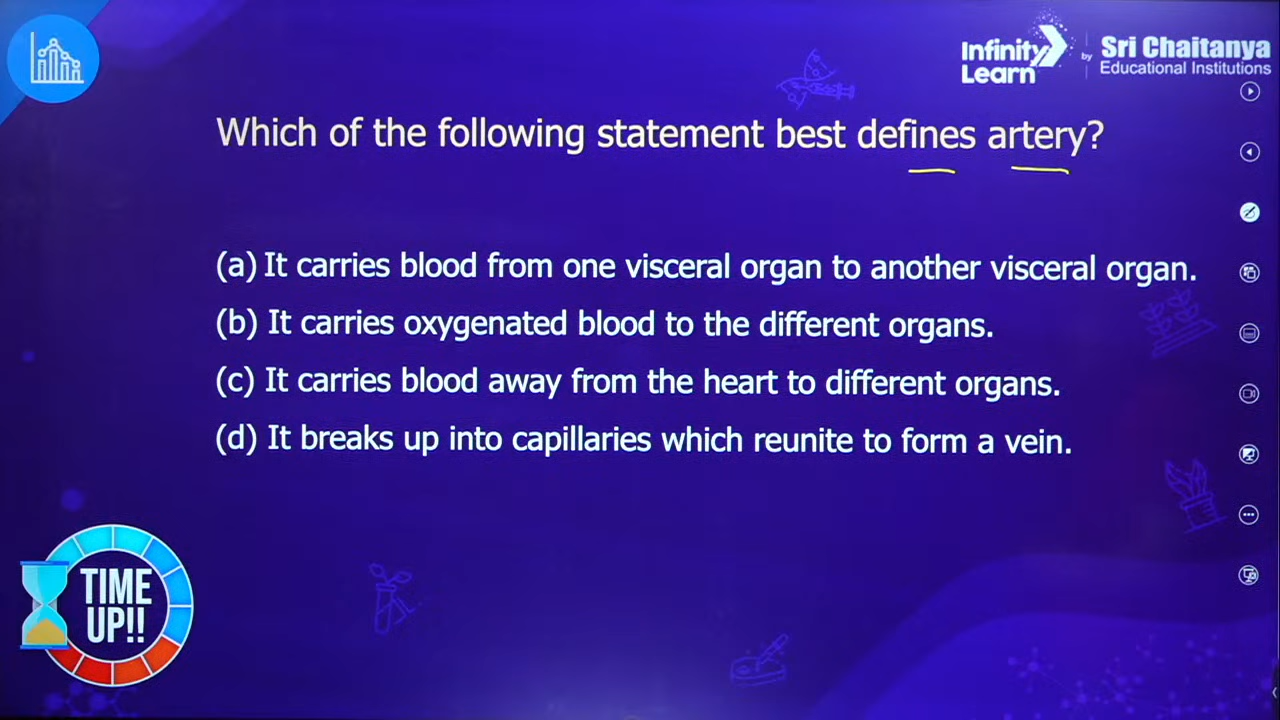 Infinity Learn by Sri Chaitanya Educational Institutions
Which of the following statement best defines artery?
(a) It carries blood from one visceral organ to another visceral organ.
(b) It carries oxygenated blood to the different organs.
(c) It carries blood away from the heart to different organs.
(d) It breaks up into capillaries which reunite to form a vein.
TIME
UP!!